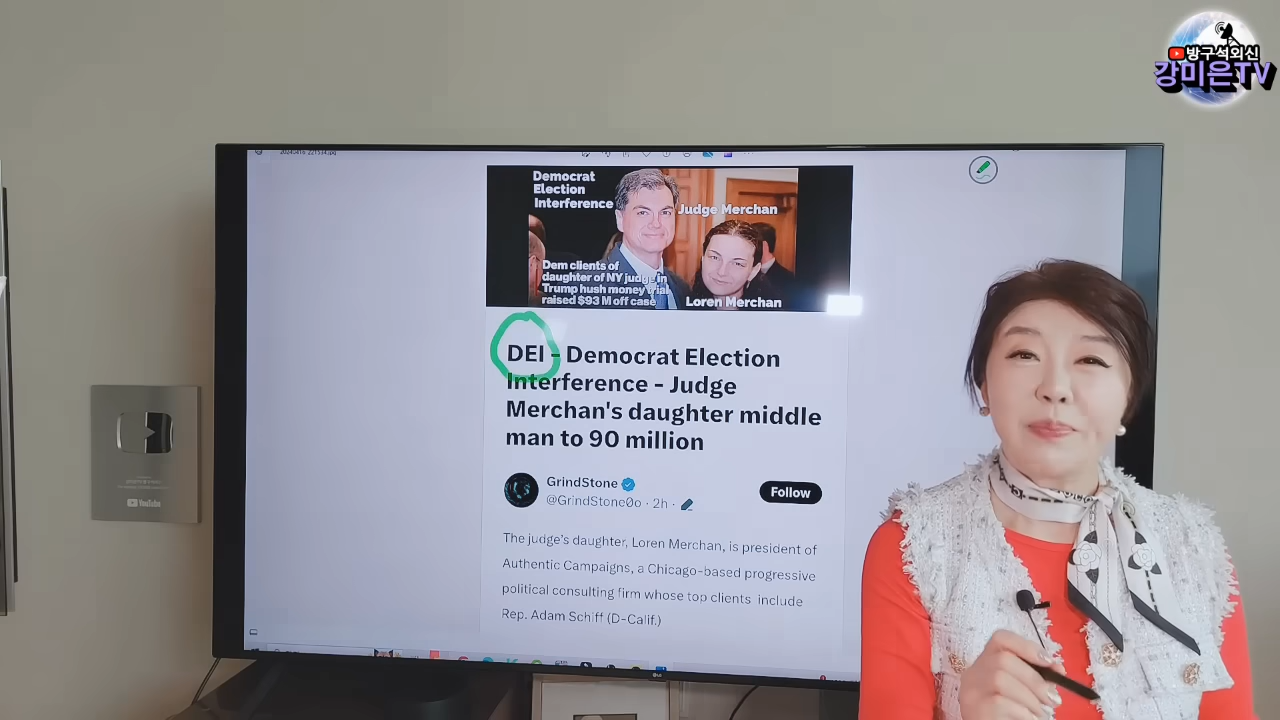 방구석외신
강미은TV
Democrat
Election
Interference
Judge Merchan
Dem clients of
daughter of NY judge in
Trump hush money trial
raised $93 M off case
Loren Merchan
DEI - Democrat Election
Interference - Judge
Merchan's daughter middle
man to 90 million
GrindStone
@GrindStone0o · 2h ·
Follow
The judge's daughter, Loren Merchan, is president of
Authentic Campaigns, a Chicago-based progressive
political consulting firm whose top clients include
Rep. Adam Schiff (D-Calif.)
YouTube
LG